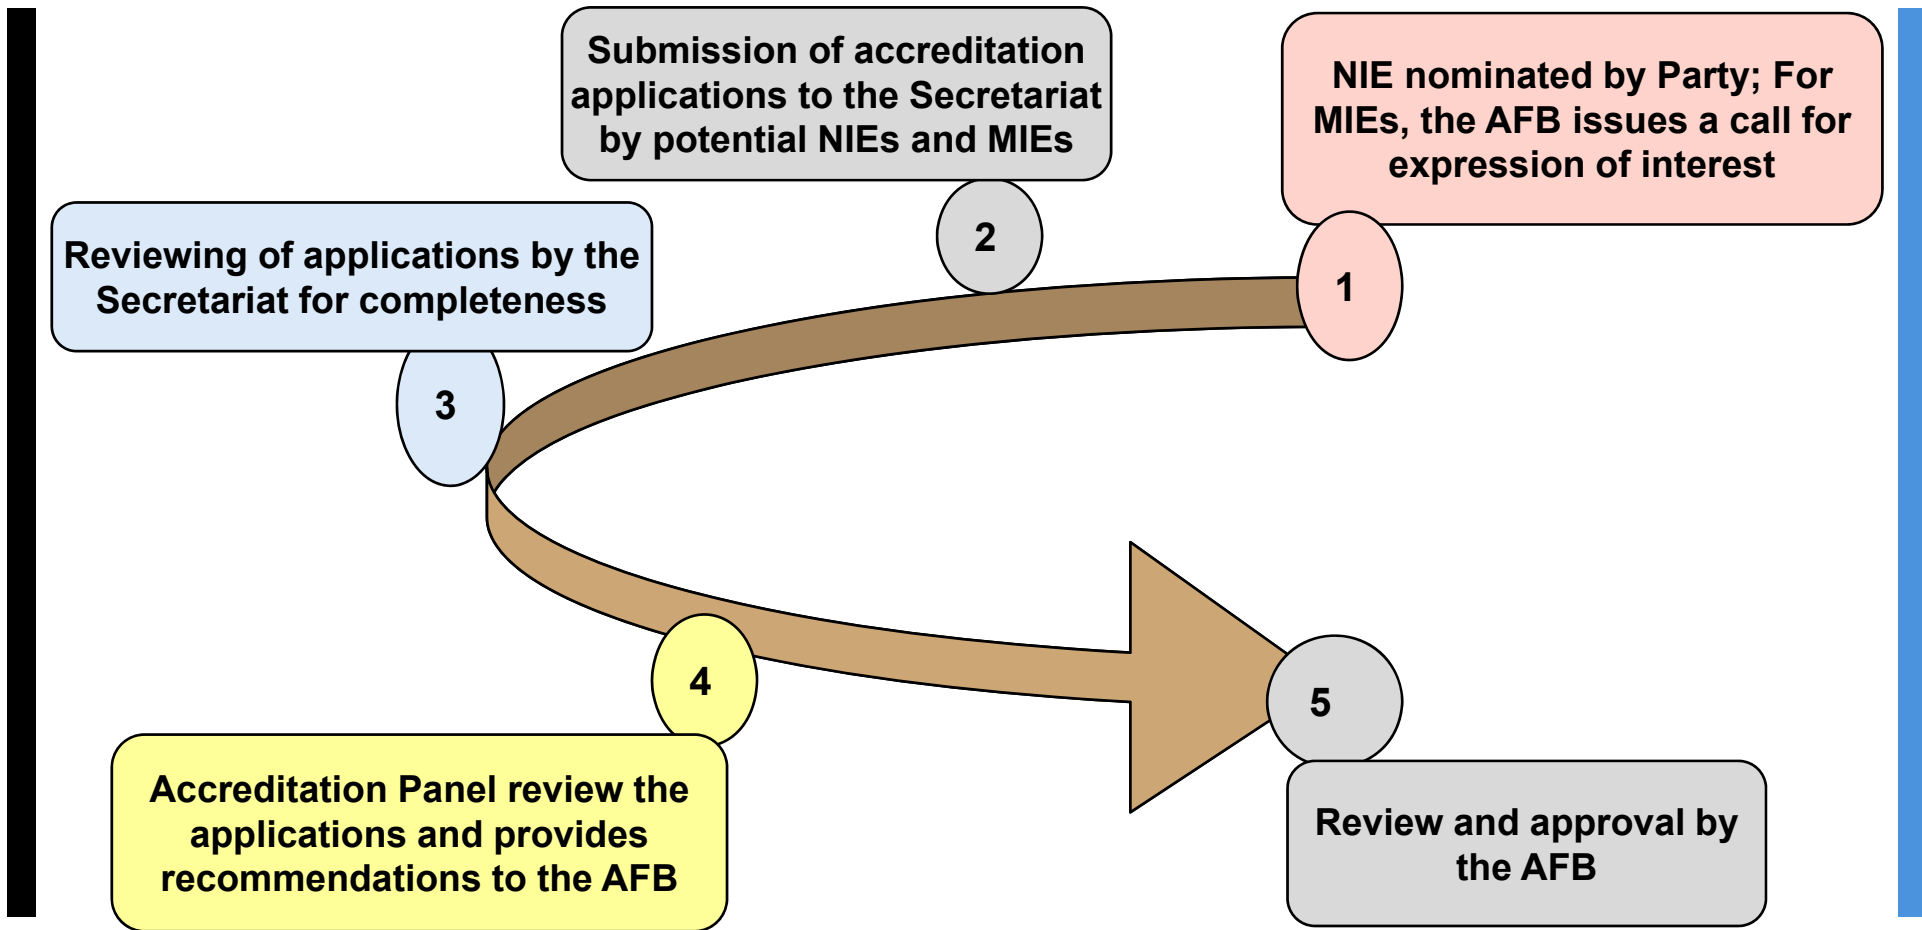 NIE nominated by Party; For
MIEs, the AFB issues a call for
expression of interest
1
Submission of accreditation
applications to the Secretariat
by potential NIEs and MIEs
2
Reviewing of applications by the
Secretariat for completeness
3
4
Accreditation Panel review the
applications and provides
recommendations to the AFB
5
Review and approval by
the AFB